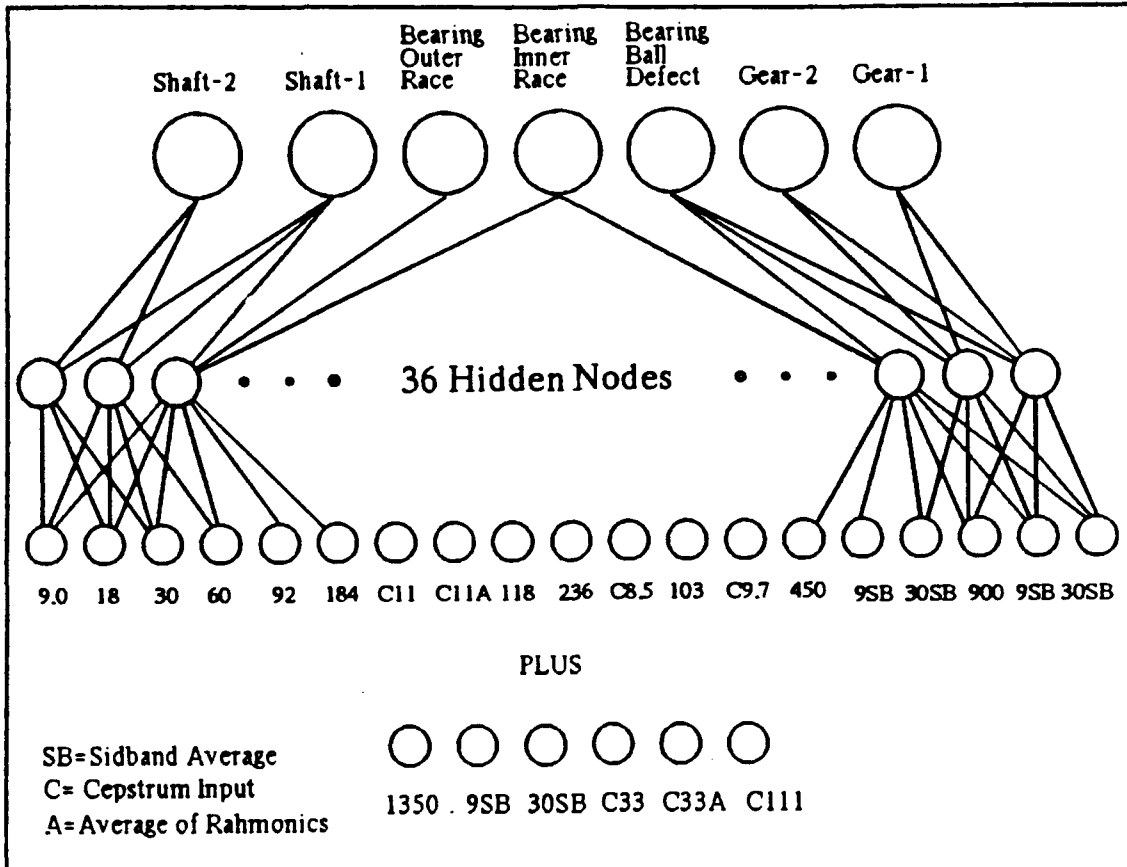 Shaft-2
Shaft-1
Bearing
Outer
Race
Bearing
Inner
Race
Bearing
Ball
Defect
Gear-2
Gear-1
36 Hidden Nodes
9.0 18 30 60 92 184 C11 C11A 118 236 C8.5 103 C9.7 450 9SB 30SB 900 9SB 30SB
PLUS
SB=Sidband Average
C= Cepstrum Input
A=Average of Rahmonics
1350 . 9SB 30SB C33 C33A C111